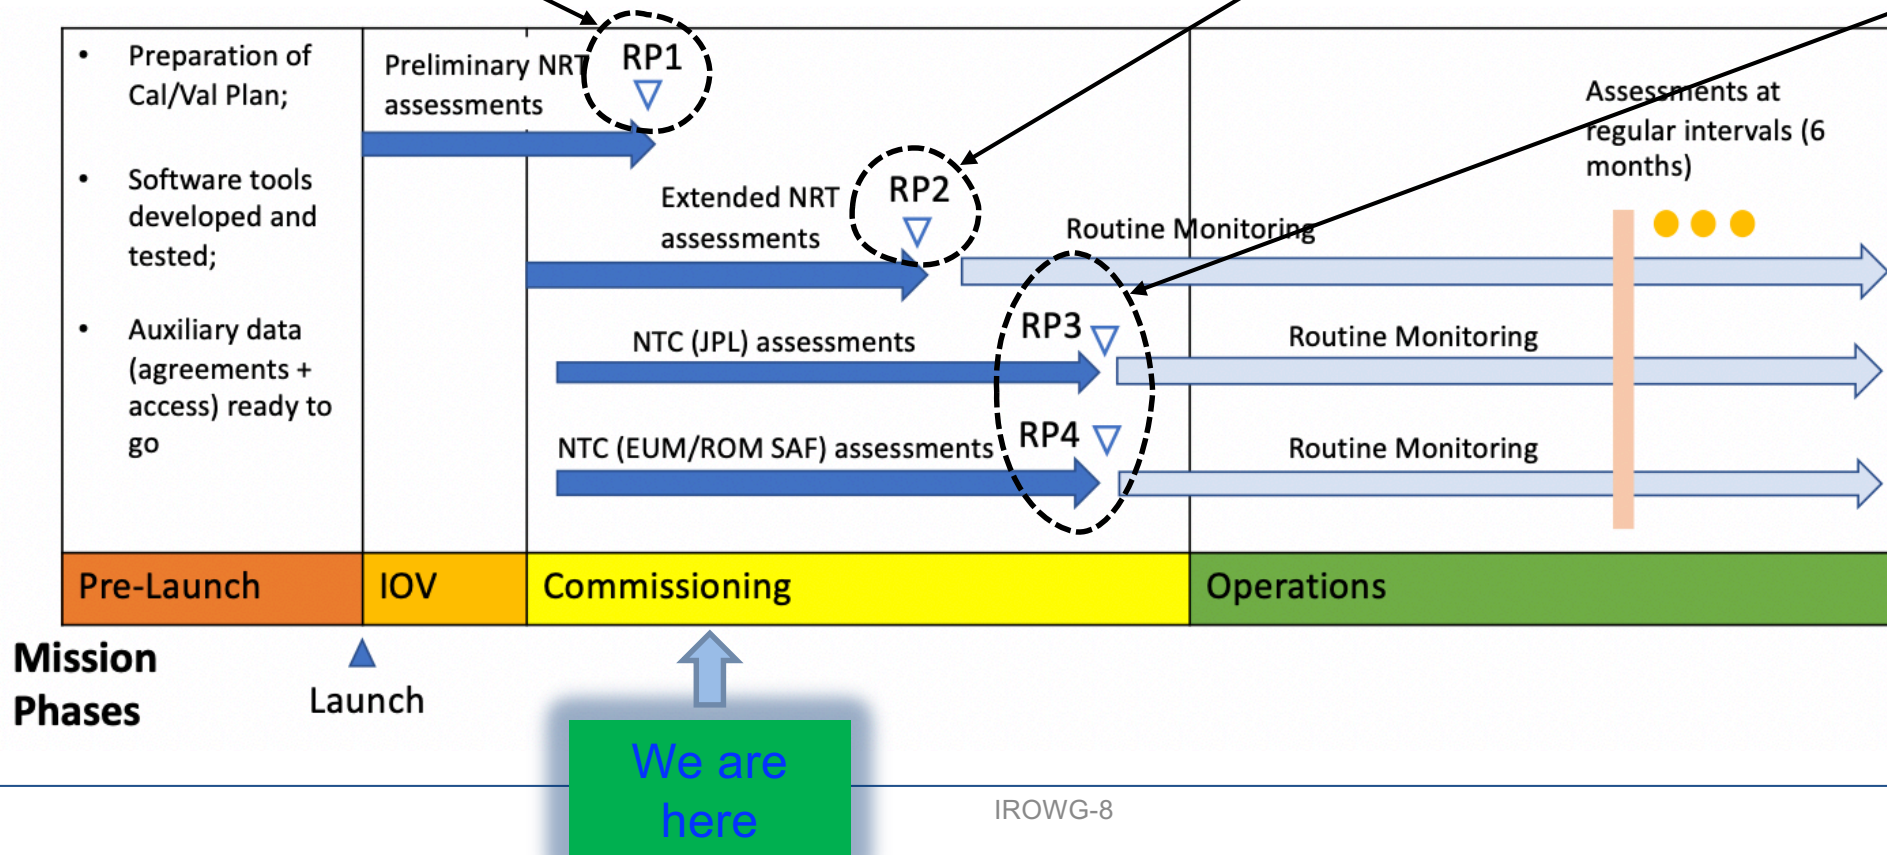 • Preparation of
Cal/Val Plan;
• Software tools
developed and
tested;
• Auxiliary data
(agreements +
access) ready to
go
Preliminary NRT
assessments
RP1
Extended NRT
assessments
RP2
Routine Monitoring
Assessments at
regular intervals (6
months)
NTC (JPL) assessments
RP3
Routine Monitoring
NTC (EUM/ROM SAF) assessments
RP4
Routine Monitoring
Pre-Launch
IOV
Commissioning
Operations
Mission
Phases
Launch
We are
here
IROWG-8